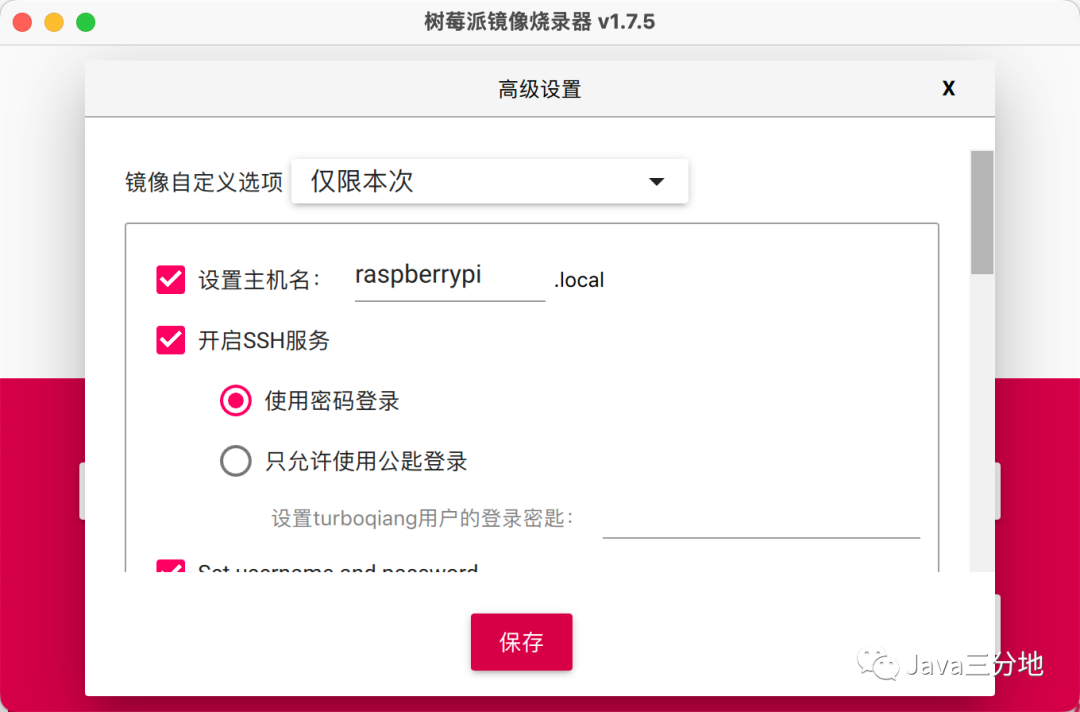 树莓派镜像烧录器 v1.7.5
高级设置
X
镜像自定义选项 仅限本次
设置主机名： raspberrypi .local
开启SSH服务
使用密码登录
只允许使用公匙登录
设置turboqiang用户的登录密匙：
Set username and password
保存
Java三分地